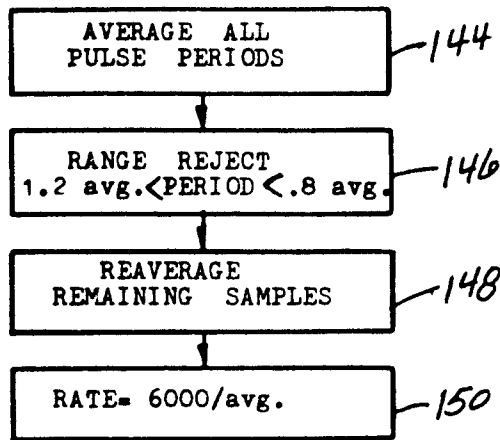 AVERAGE ALL
PULSE PERIODS
144
RANGE REJECT
1.2 avg.<PERIOD <.8 avg.
146
REAVERAGE
REMAINING SAMPLES
148
RATE= 6000/avg.
150